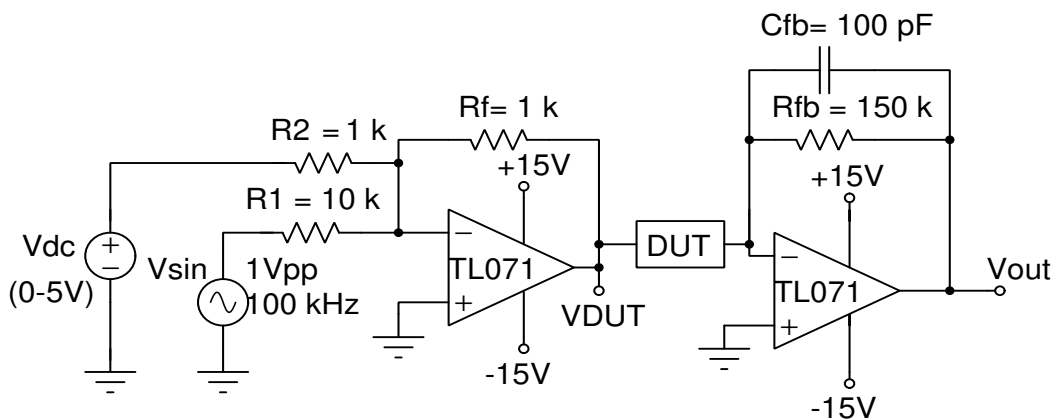 Cfb= 100 pF
Rfb = 150 k
Rf= 1 k
R2 = 1 k
+15V
+15V
R1 = 10 k
Vdc
+
−
(0-5V)
Vsin
1Vpp
100 kHz
−
+
TL071
DUT
VDUT
-15V
−
+
TL071
Vout
-15V